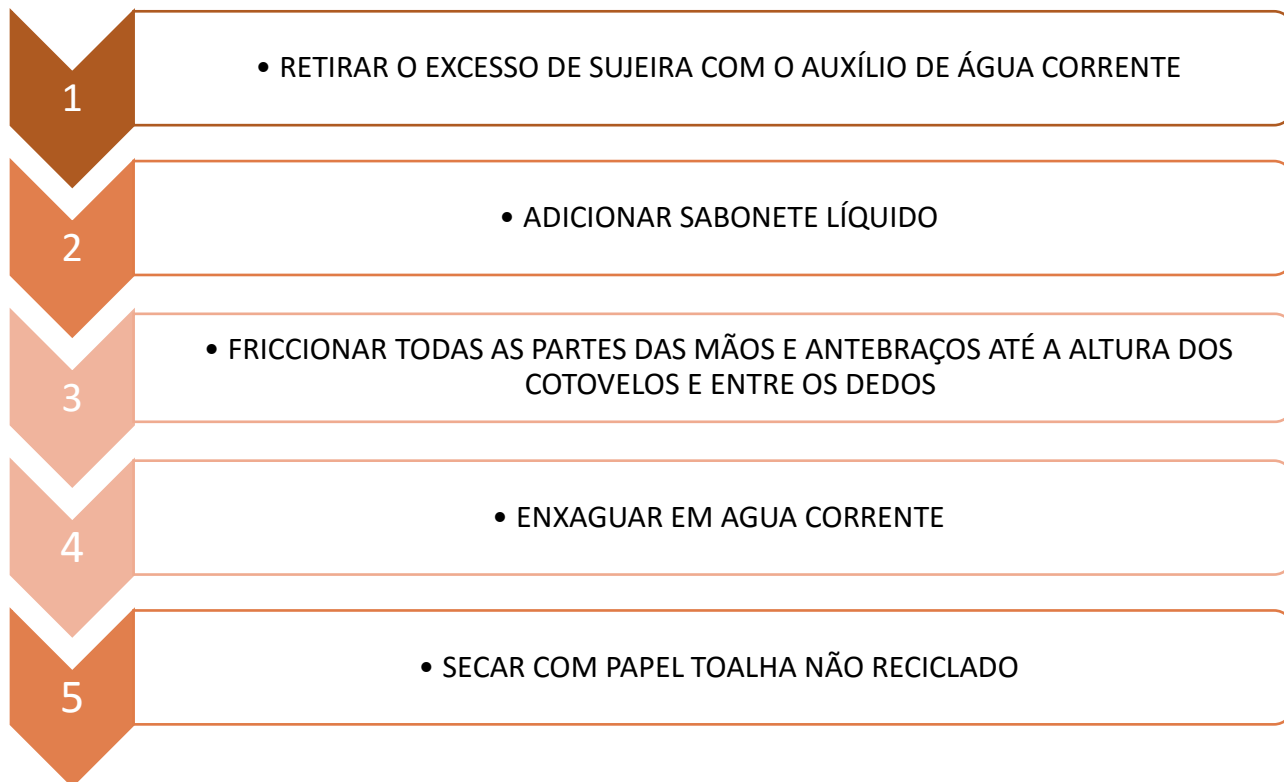 1
• RETIRAR O EXCESSO DE SUJEIRA COM O AUXÍLIO DE ÁGUA CORRENTE
2
• ADICIONAR SABONETE LÍQUIDO
3
• FRICCIONAR TODAS AS PARTES DAS MÃOS E ANTEBRAÇOS ATÉ A ALTURA DOS
COTOVELOS E ENTRE OS DEDOS
4
• ENXAGUAR EM AGUA CORRENTE
5
• SECAR COM PAPEL TOALHA NÃO RECICLADO